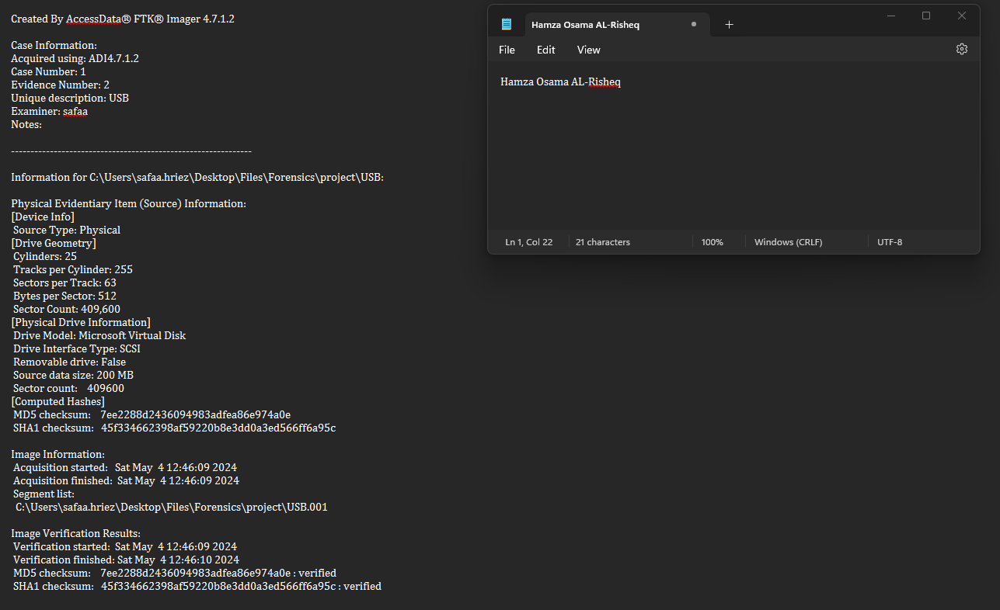 Created By AccessData® FTK® Imager 4.7.1.2
Case Information:
Acquired using: ADI4.7.1.2
Case Number: 1
Evidence Number: 2
Unique description: USB
Examiner: safaa
Notes:
--------------------------------------------------------------
Information for C:\Users\safaa.hriez\Desktop\Files\Forensics\project\USB:
Physical Evidentiary Item (Source) Information:
[Device Info]
Source Type: Physical
[Drive Geometry]
Cylinders: 25
Tracks per Cylinder: 255
Sectors per Track: 63
Bytes per Sector: 512
Sector Count: 409,600
[Physical Drive Information]
Drive Model: Microsoft Virtual Disk
Drive Interface Type: SCSI
Removable drive: False
Source data size: 200 MB
Sector count: 409600
[Computed Hashes]
MD5 checksum: 7ee2288d2436094983adfea86e974a0e
SHA1 checksum: 45f334662398af59220b8e3dd0a3ed566ff6a95c
Image Information:
Acquisition started: Sat May 4 12:46:09 2024
Acquisition finished: Sat May 4 12:46:09 2024
Segment list:
C:\Users\safaa.hriez\Desktop\Files\Forensics\project\USB.001
Image Verification Results:
Verification started: Sat May 4 12:46:09 2024
Verification finished: Sat May 4 12:46:10 2024
MD5 checksum: 7ee2288d2436094983adfea86e974a0e : verified
SHA1 checksum: 45f334662398af59220b8e3dd0a3ed566ff6a95c : verified
Hamza Osama AL-Risheq
File Edit View
Hamza Osama AL-Risheq
Ln 1, Col 22 21 characters 100% Windows (CRLF) UTF-8